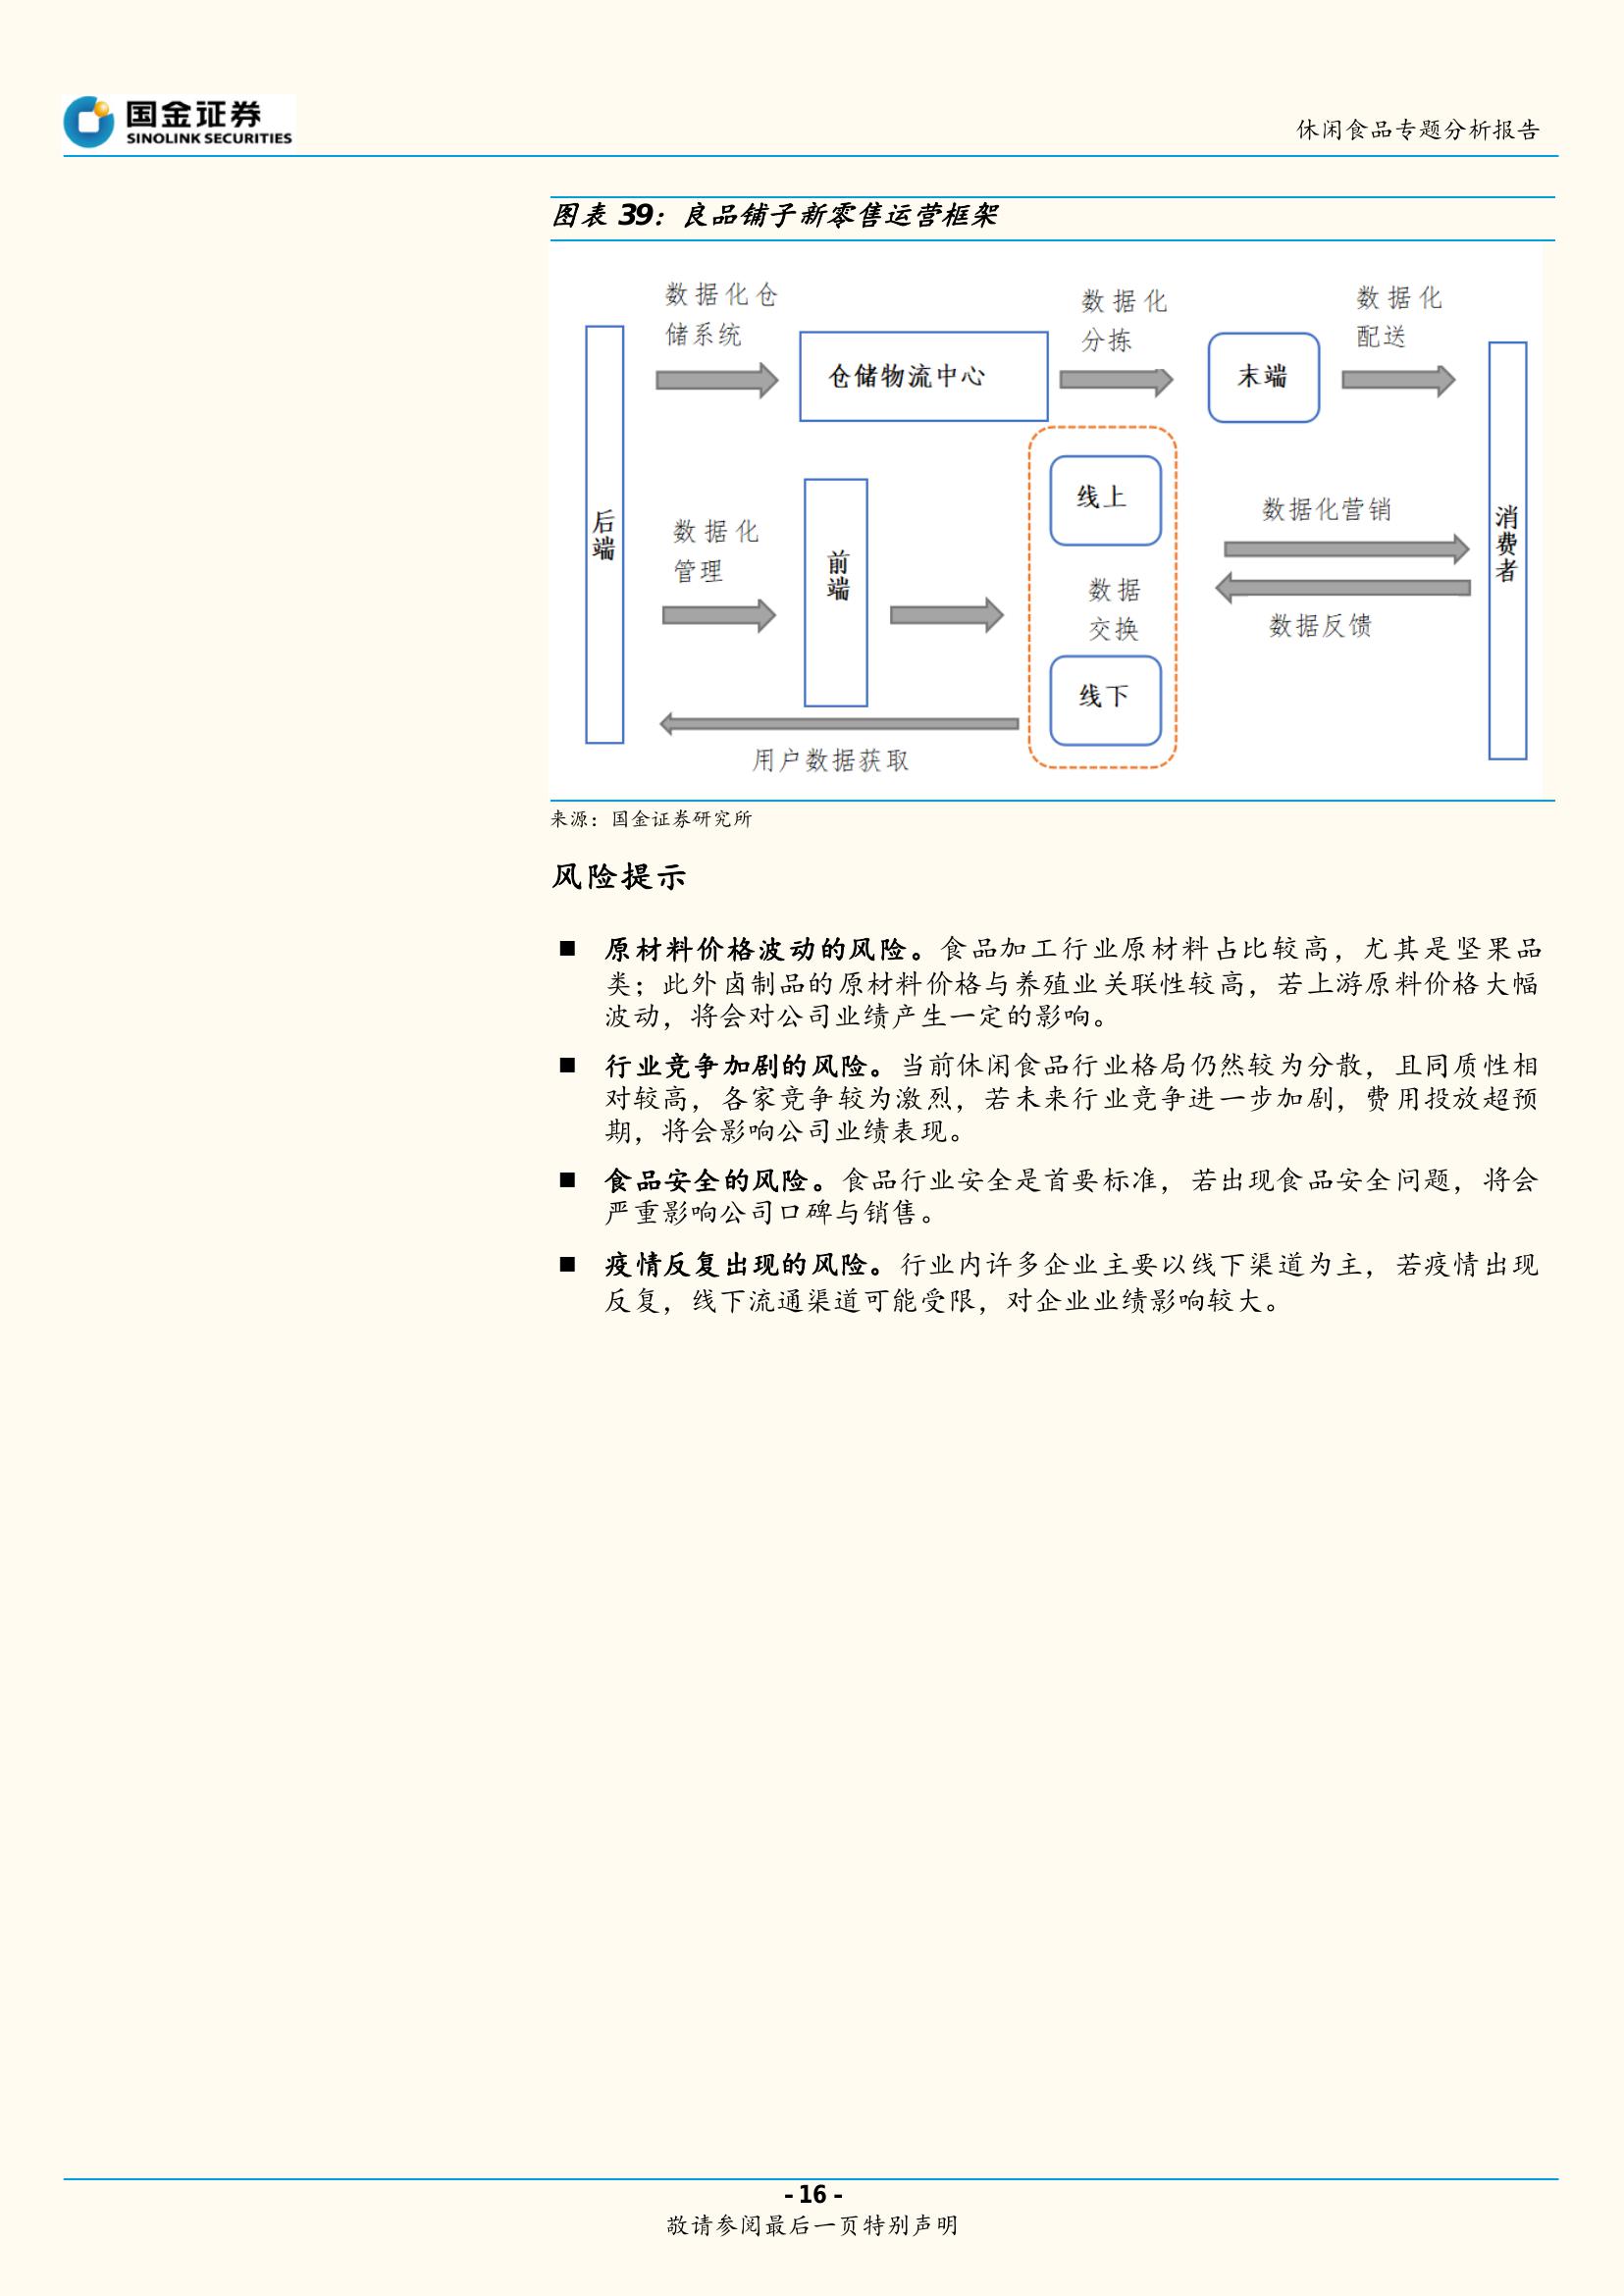 国金证券
SINOLINK SECURITIES
休闲食品专题分析报告
图表 39：良品铺子新零售运营框架
数据化仓
储系统
数据化
分拣
数据化
配送
仓储物流中心
末端
后端
数据化
管理
前端
线上
数据
交换
线下
数据化营销
数据反馈
消费者
用户数据获取
来源：国金证券研究所
风险提示
■ 原材料价格波动的风险。食品加工行业原材料占比较高，尤其是坚果品
类；此外卤制品的原材料价格与养殖业关联性较高，若上游原料价格大幅
波动，将会对公司业绩产生一定的影响。
■ 行业竞争加剧的风险。当前休闲食品行业格局仍然较为分散，且同质性相
对较高，各家竞争较为激烈，若未来行业竞争进一步加剧，费用投放超预
期，将会影响公司业绩表现。
■ 食品安全的风险。食品行业安全是首要标准，若出现食品安全问题，将会
严重影响公司口碑与销售。
■ 疫情反复出现的风险。行业内许多企业主要以线下渠道为主，若疫情出现
反复，线下流通渠道可能受限，对企业业绩影响较大。
- 16 -
敬请参阅最后一页特别声明